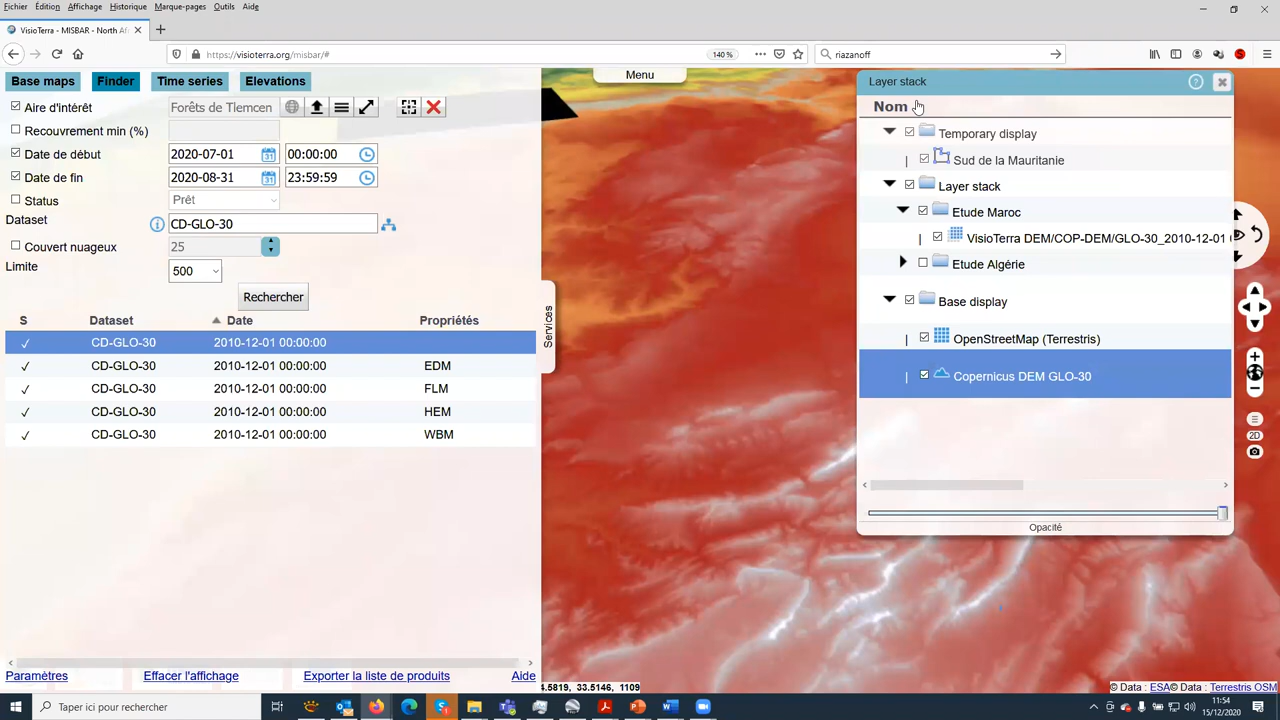 Fichier Édition Affichage Historique Marque-pages Outils Aide
VisioTerra - MISBAR - North Af
https://visioterra.org/misbar/#
140 %
riazanoff
Base maps Finder Time series Elevations
Menu
Aire d'intérêt Forêts de Tlemcen
Recouvrement min (%)
Date de début 2020-07-01 00:00:00
Date de fin 2020-08-31 23:59:59
Status Prêt
Dataset CD-GLO-30
Couvert nuageux 25
Limite 500
Rechercher
S Dataset Date Propriétés
CD-GLO-30 2010-12-01 00:00:00
CD-GLO-30 2010-12-01 00:00:00 EDM
CD-GLO-30 2010-12-01 00:00:00 FLM
CD-GLO-30 2010-12-01 00:00:00 HEM
CD-GLO-30 2010-12-01 00:00:00 WBM
Services
Paramètres Effacer l'affichage Exporter la liste de produits Aide
Layer stack
Nom
Temporary display
Sud de la Mauritanie
Layer stack
Etude Maroc
VisioTerra DEM/COP-DEM/GLO-30_2010-12-01
Etude Algérie
Base display
OpenStreetMap (Terrestris)
Copernicus DEM GLO-30
Opacité
2D
4.5819, 33.5146, 1109
© Data : ESA© Data : Terrestris OSM
Taper ici pour rechercher
11:54
15/12/2020